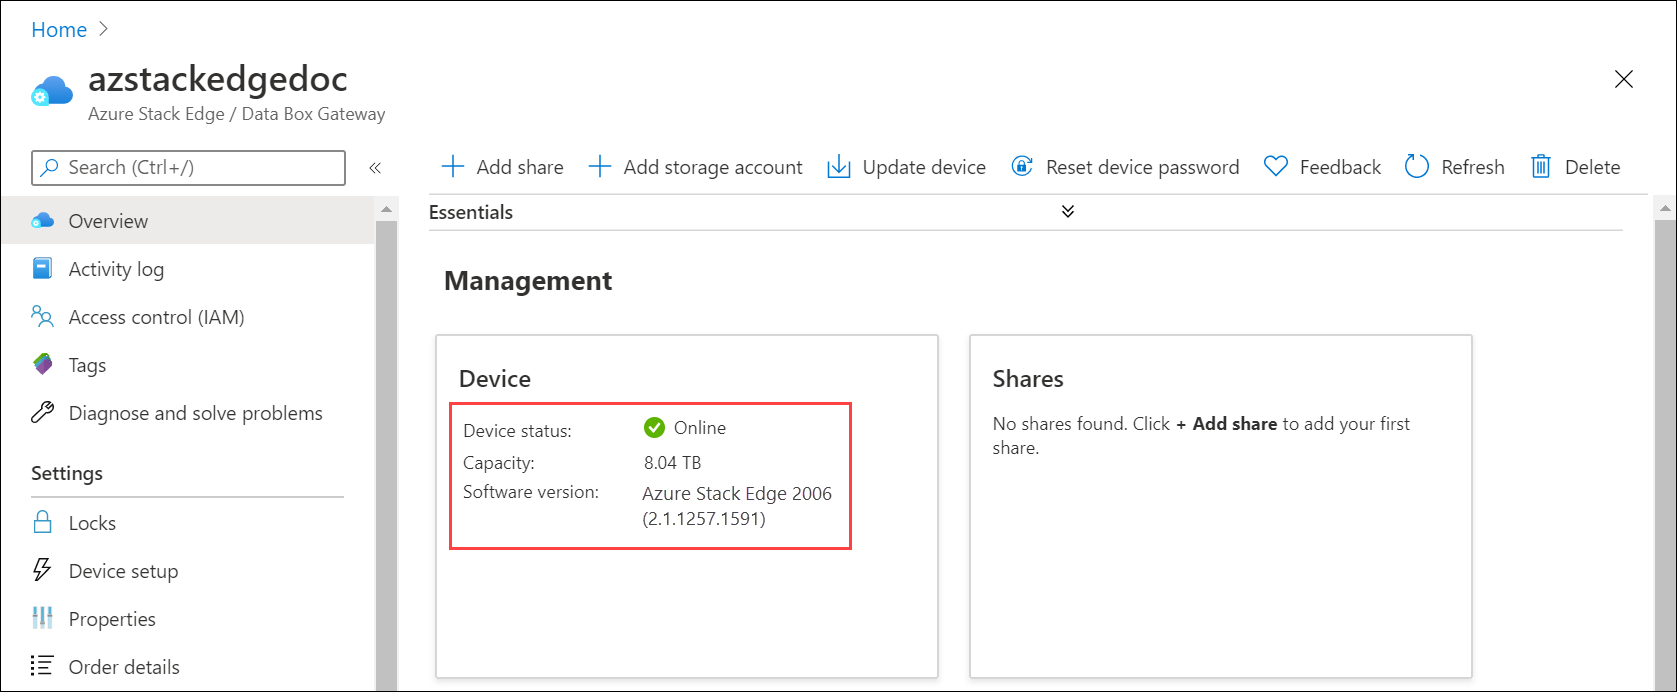 Home
azstackedgedoc
Azure Stack Edge / Data Box Gateway
Search (Ctrl+/)
Add share
Add storage account
Update device
Reset device password
Feedback
Refresh
Delete
Overview
Activity log
Access control (IAM)
Tags
Diagnose and solve problems
Settings
Locks
Device setup
Properties
Order details
Essentials
Management
Device
Device status: Online
Capacity: 8.04 TB
Software version: Azure Stack Edge 2006
(2.1.1257.1591)
Shares
No shares found. Click + Add share to add your first
share.